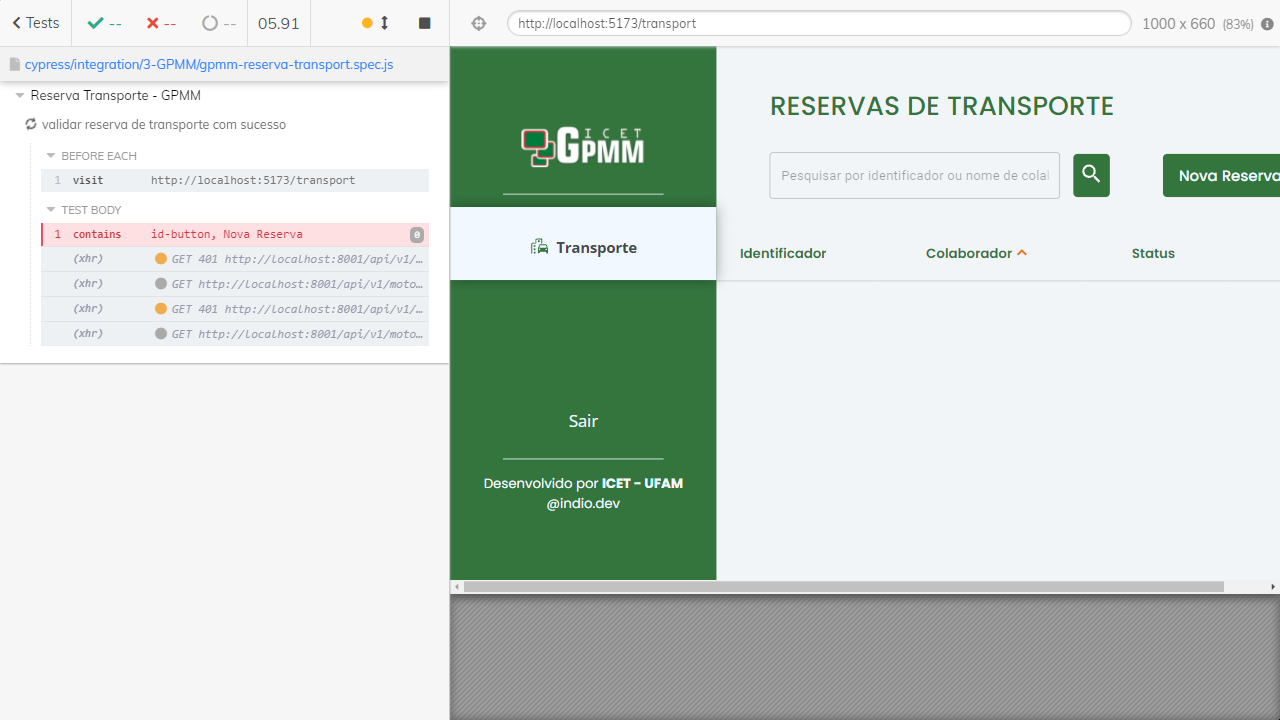 Tests
--
--
--
05.91
http://localhost:5173/transport
1000 x 660 (83%)
cypress/integration/3-GPMM/gpmm-reserva-transport.spec.js
Reserva Transporte - GPMM
validar reserva de transporte com sucesso
BEFORE EACH
1 visit http://localhost:5173/transport
TEST BODY
1 contains id-button, Nova Reserva 0
(xhr) GET 401 http://localhost:8001/api/v1/…
(xhr) GET http://localhost:8001/api/v1/moto…
(xhr) GET 401 http://localhost:8001/api/v1/…
(xhr) GET http://localhost:8001/api/v1/moto…
ICET
GPMM
Transporte
Sair
Desenvolvido por ICET - UFAM
@indio.dev
RESERVAS DE TRANSPORTE
Pesquisar por identificador ou nome de cola
Nova Reserva
Identificador Colaborador Status